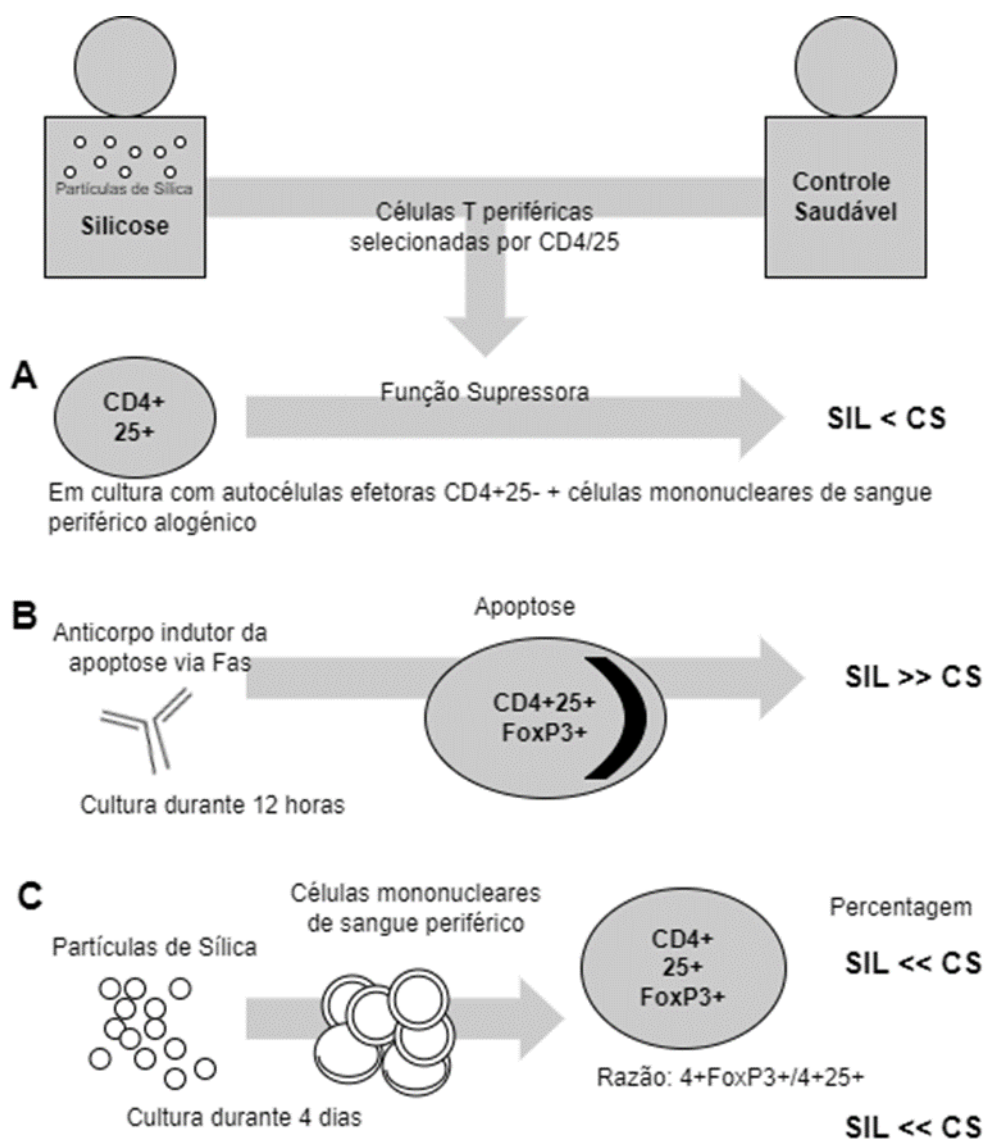 Partículas de Sílica
Silicose
Controle
Saudável
Células T periféricas
selecionadas por CD4/25
A
CD4+
25+
Função Supressora
SIL < CS
Em cultura com autocélulas efetoras CD4+25- + células mononucleares de sangue
periférico alogénico
B
Anticorpo indutor da
apoptose via Fas
Apoptose
CD4+25+
FoxP3+
SIL >> CS
Cultura durante 12 horas
C
Partículas de Sílica
Células mononucleares
de sangue periférico
CD4+
25+
FoxP3+
Percentagem
SIL << CS
Razão: 4+FoxP3+/4+25+
Cultura durante 4 dias
SIL << CS